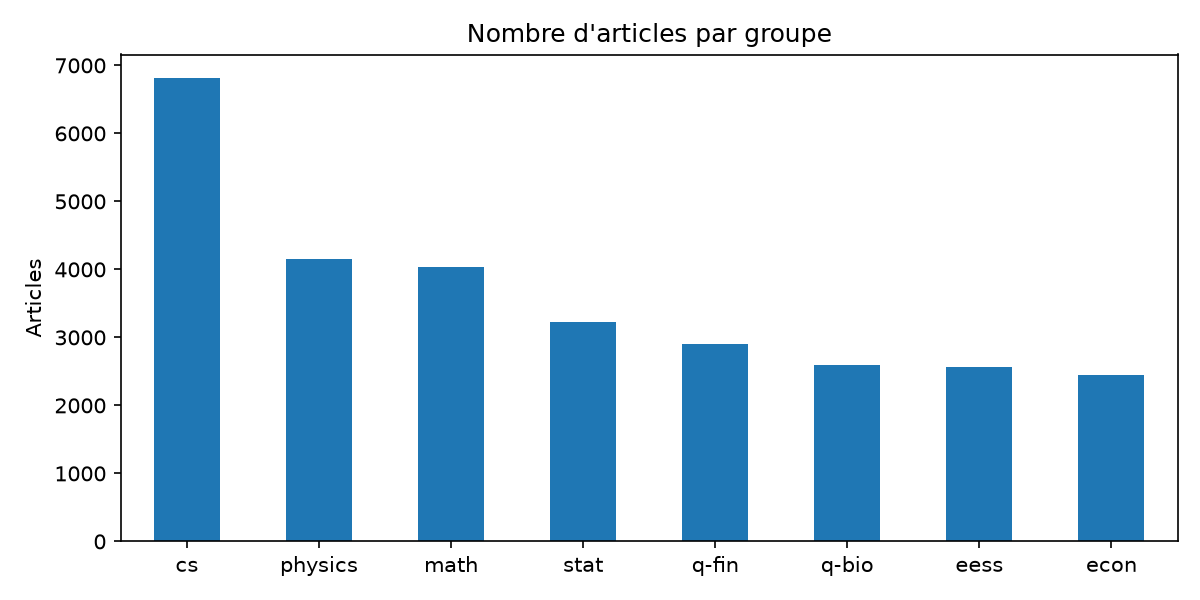 Nombre d'articles par groupe
7000
6000
5000
4000
3000
2000
1000
0
Articles
cs physics math stat q-fin q-bio eess econ